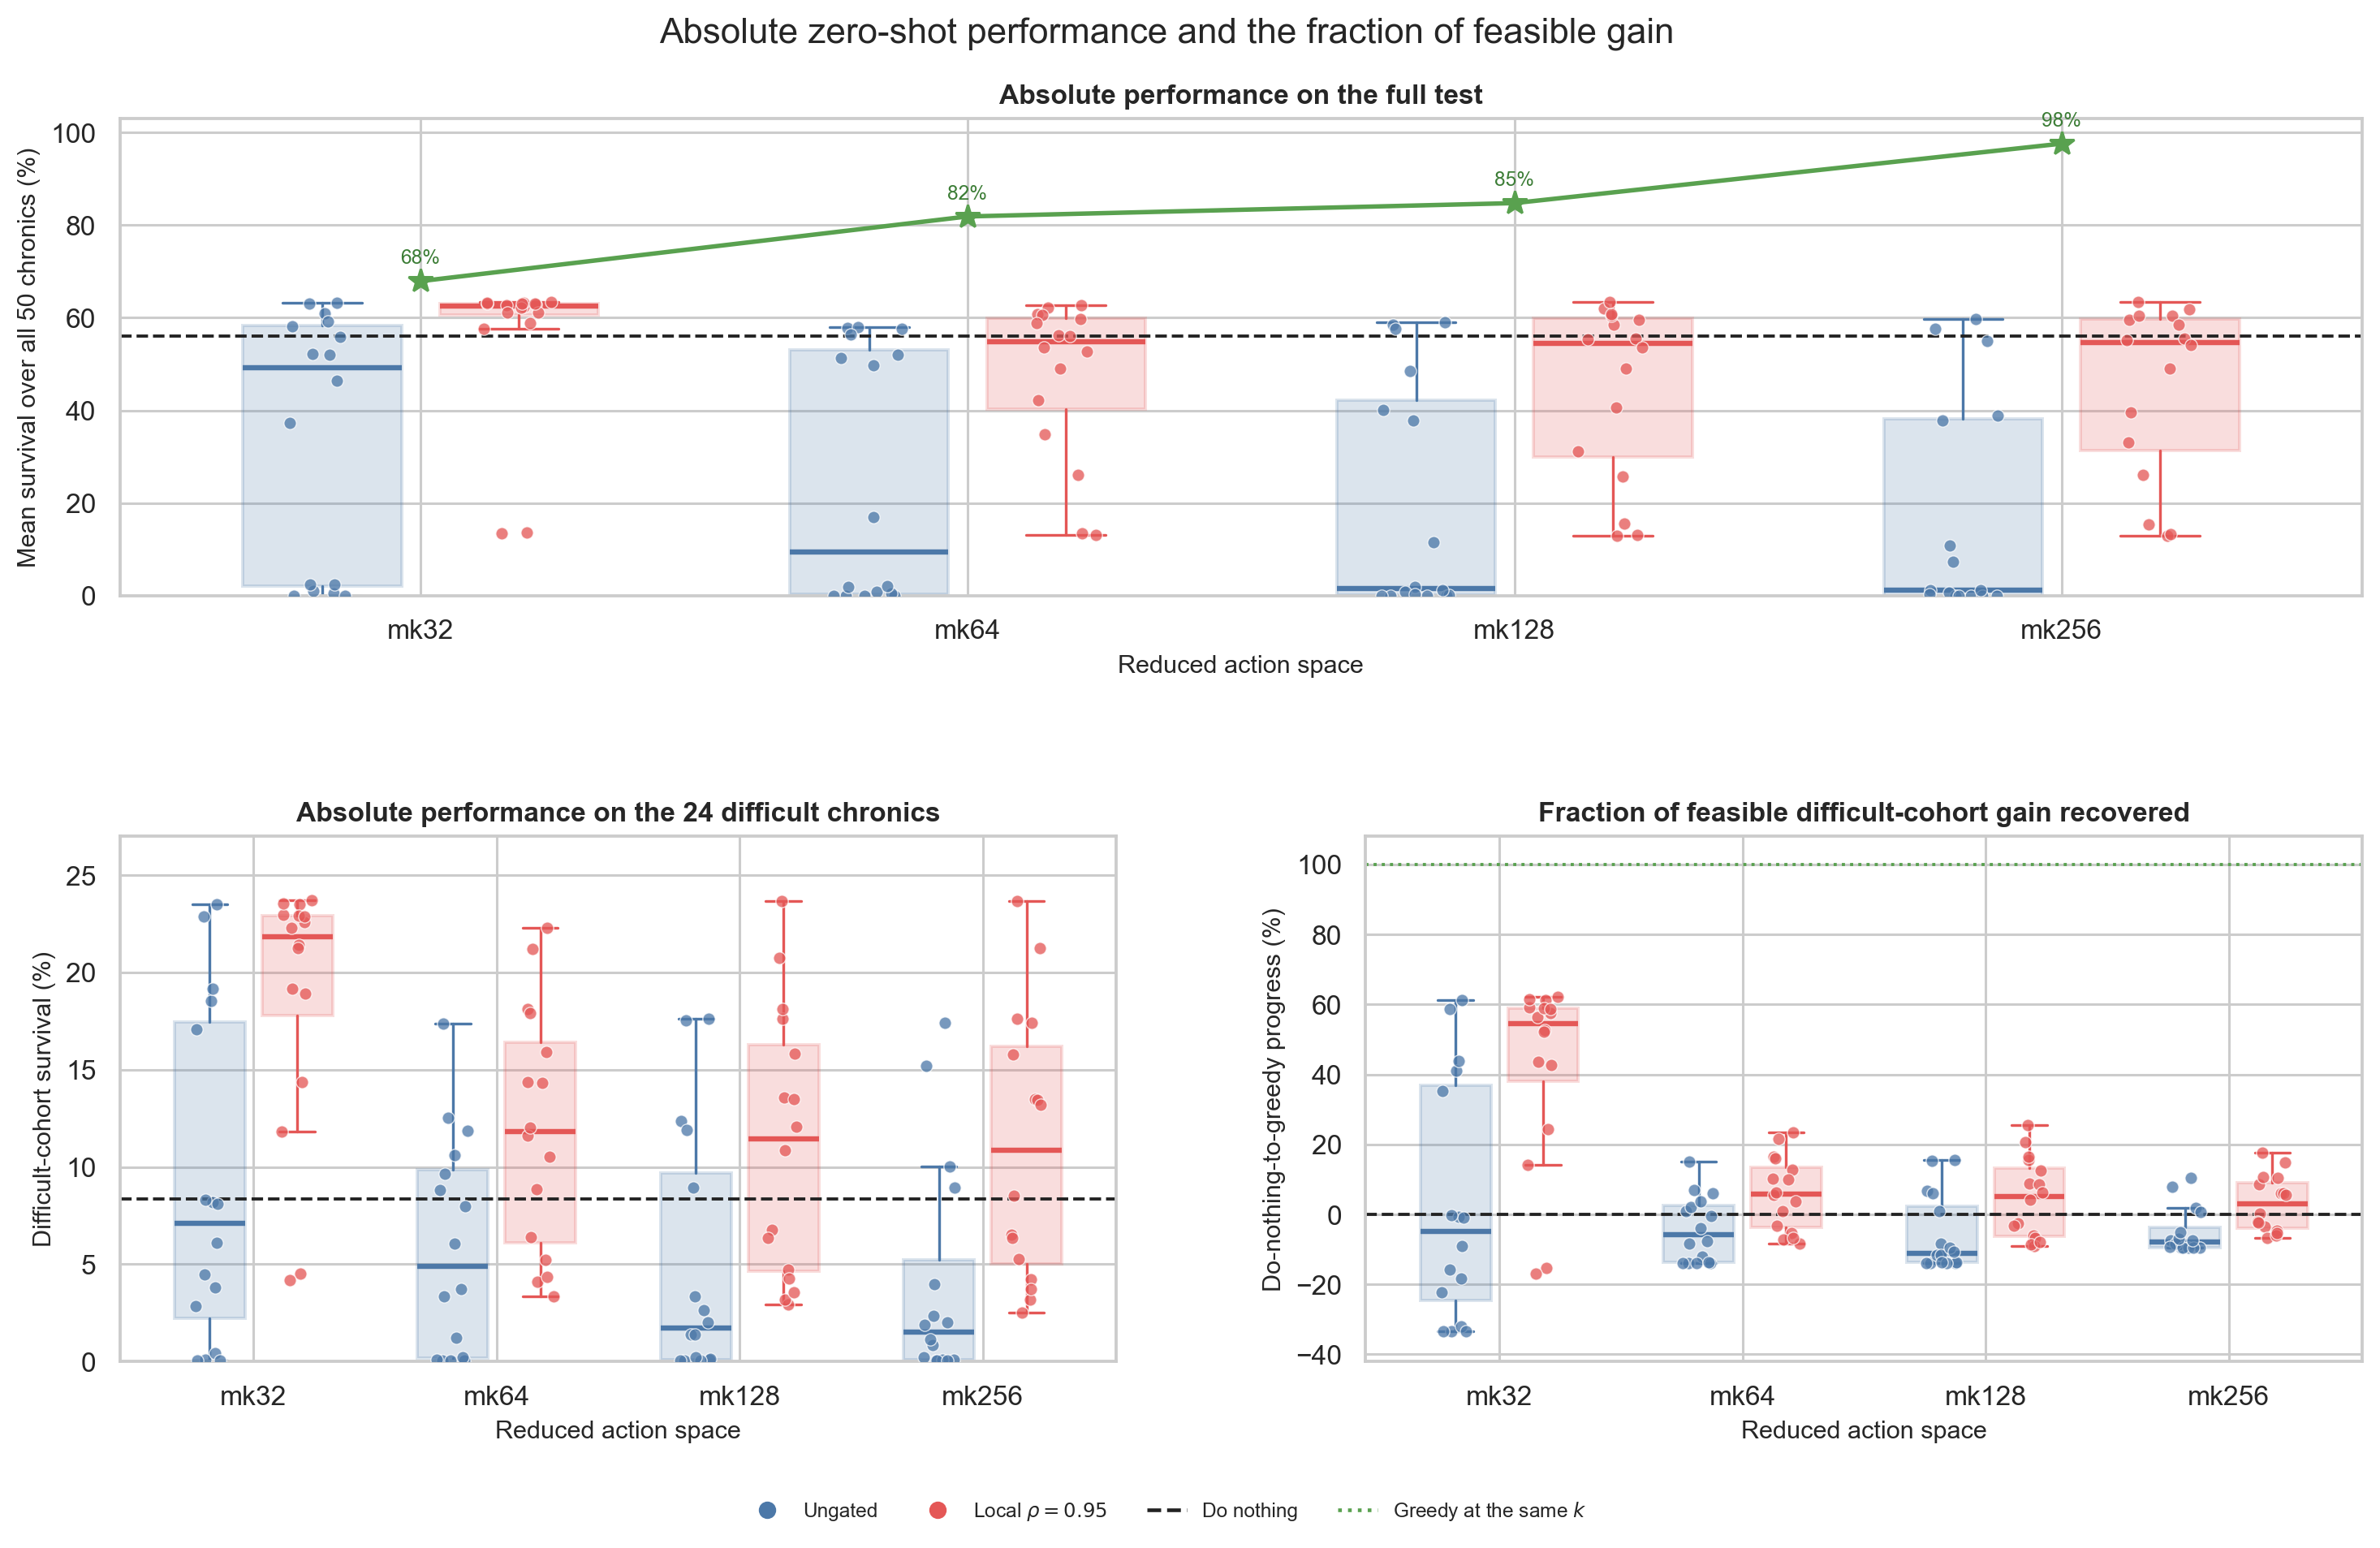 Absolute zero-shot performance and the fraction of feasible gain
Absolute performance on the full test
Mean survival over all 50 chronics (%)
100
80
60
40
20
0
68%
82%
85%
98%
mk32
mk64
mk128
mk256
Reduced action space
Absolute performance on the 24 difficult chronics
Difficult-cohort survival (%)
25
20
15
10
5
0
mk32
mk64
mk128
mk256
Reduced action space
Fraction of feasible difficult-cohort gain recovered
Do-nothing-to-greedy progress (%)
100
80
60
40
20
0
−20
−40
mk32
mk64
mk128
mk256
Reduced action space
Ungated
Local ρ = 0.95
Do nothing
Greedy at the same k